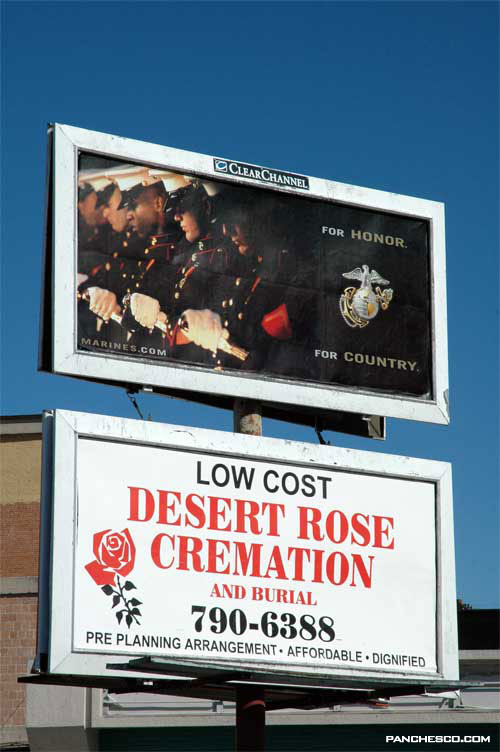 CLEARCHANNEL
FOR HONOR.
MARINES.COM
FOR COUNTRY.
LOW COST
DESERT ROSE
CREMATION
AND BURIAL
790-6388
PRE PLANNING ARRANGEMENT • AFFORDABLE • DIGNIFIED
PANCHESCO.COM